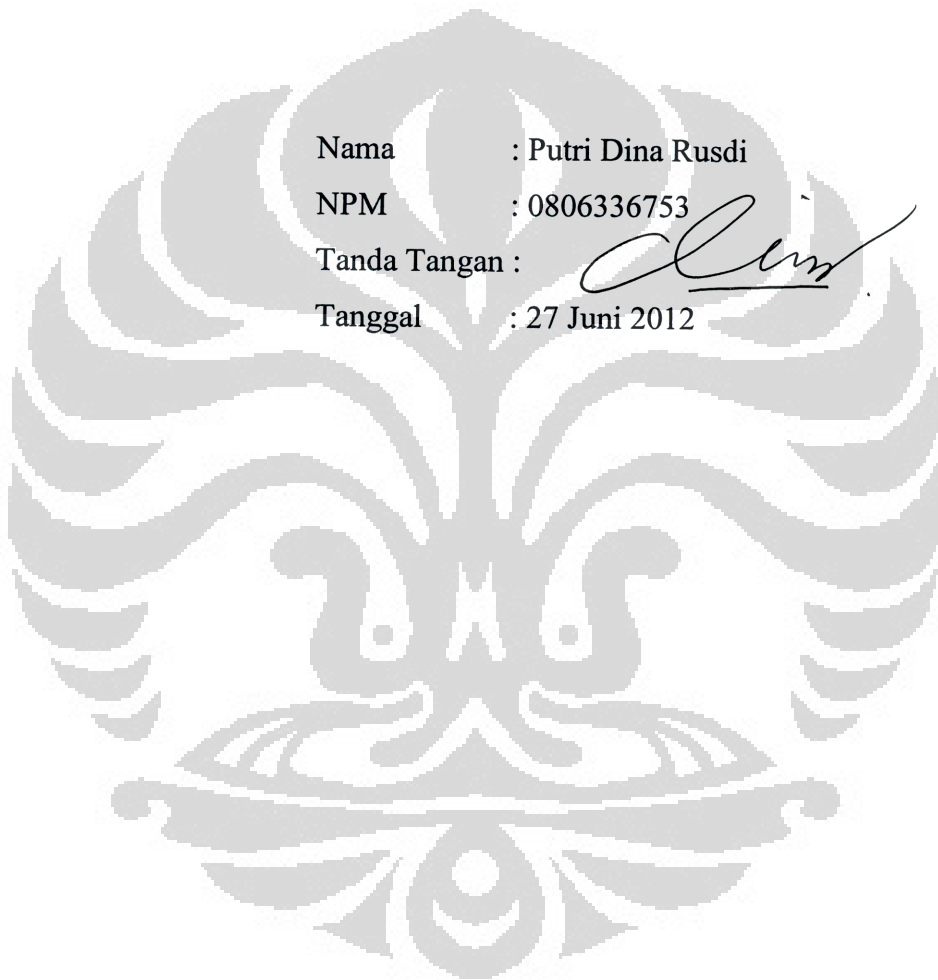 Nama : Putri Dina Rusdi
NPM : 0806336753
Tanda Tangan :
Tanggal : 27 Juni 2012